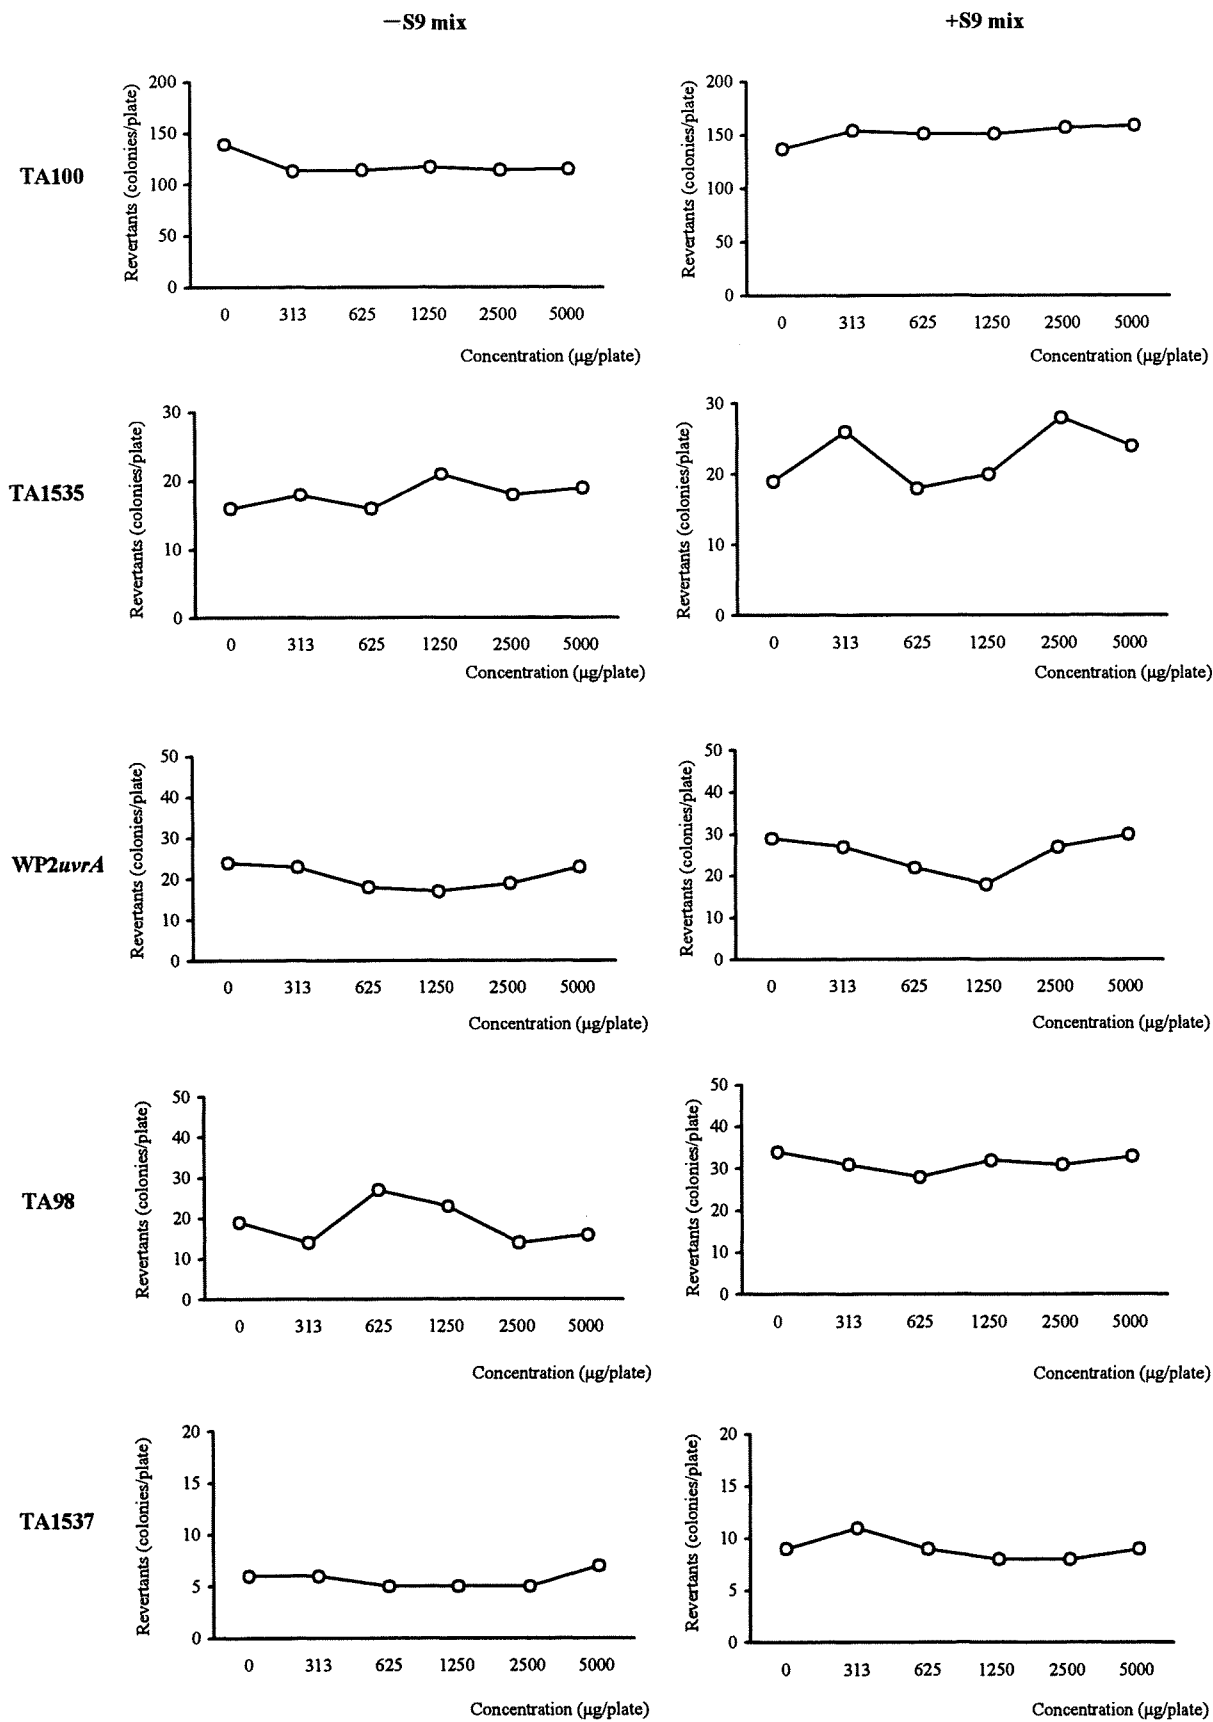 −S9 mix
+S9 mix
TA100
Revertants (colonies/plate)
200
150
100
50
0
0 313 625 1250 2500 5000
Concentration (μg/plate)
Revertants (colonies/plate)
200
150
100
50
0
0 313 625 1250 2500 5000
Concentration (μg/plate)
TA1535
Revertants (colonies/plate)
30
20
10
0
0 313 625 1250 2500 5000
Concentration (μg/plate)
Revertants (colonies/plate)
30
20
10
0
0 313 625 1250 2500 5000
Concentration (μg/plate)
WP2uvrA
Revertants (colonies/plate)
50
40
30
20
10
0
0 313 625 1250 2500 5000
Concentration (μg/plate)
Revertants (colonies/plate)
50
40
30
20
10
0
0 313 625 1250 2500 5000
Concentration (μg/plate)
TA98
Revertants (colonies/plate)
50
40
30
20
10
0
0 313 625 1250 2500 5000
Concentration (μg/plate)
Revertants (colonies/plate)
50
40
30
20
10
0
0 313 625 1250 2500 5000
Concentration (μg/plate)
TA1537
Revertants (colonies/plate)
20
15
10
5
0
0 313 625 1250 2500 5000
Concentration (μg/plate)
Revertants (colonies/plate)
20
15
10
5
0
0 313 625 1250 2500 5000
Concentration (μg/plate)